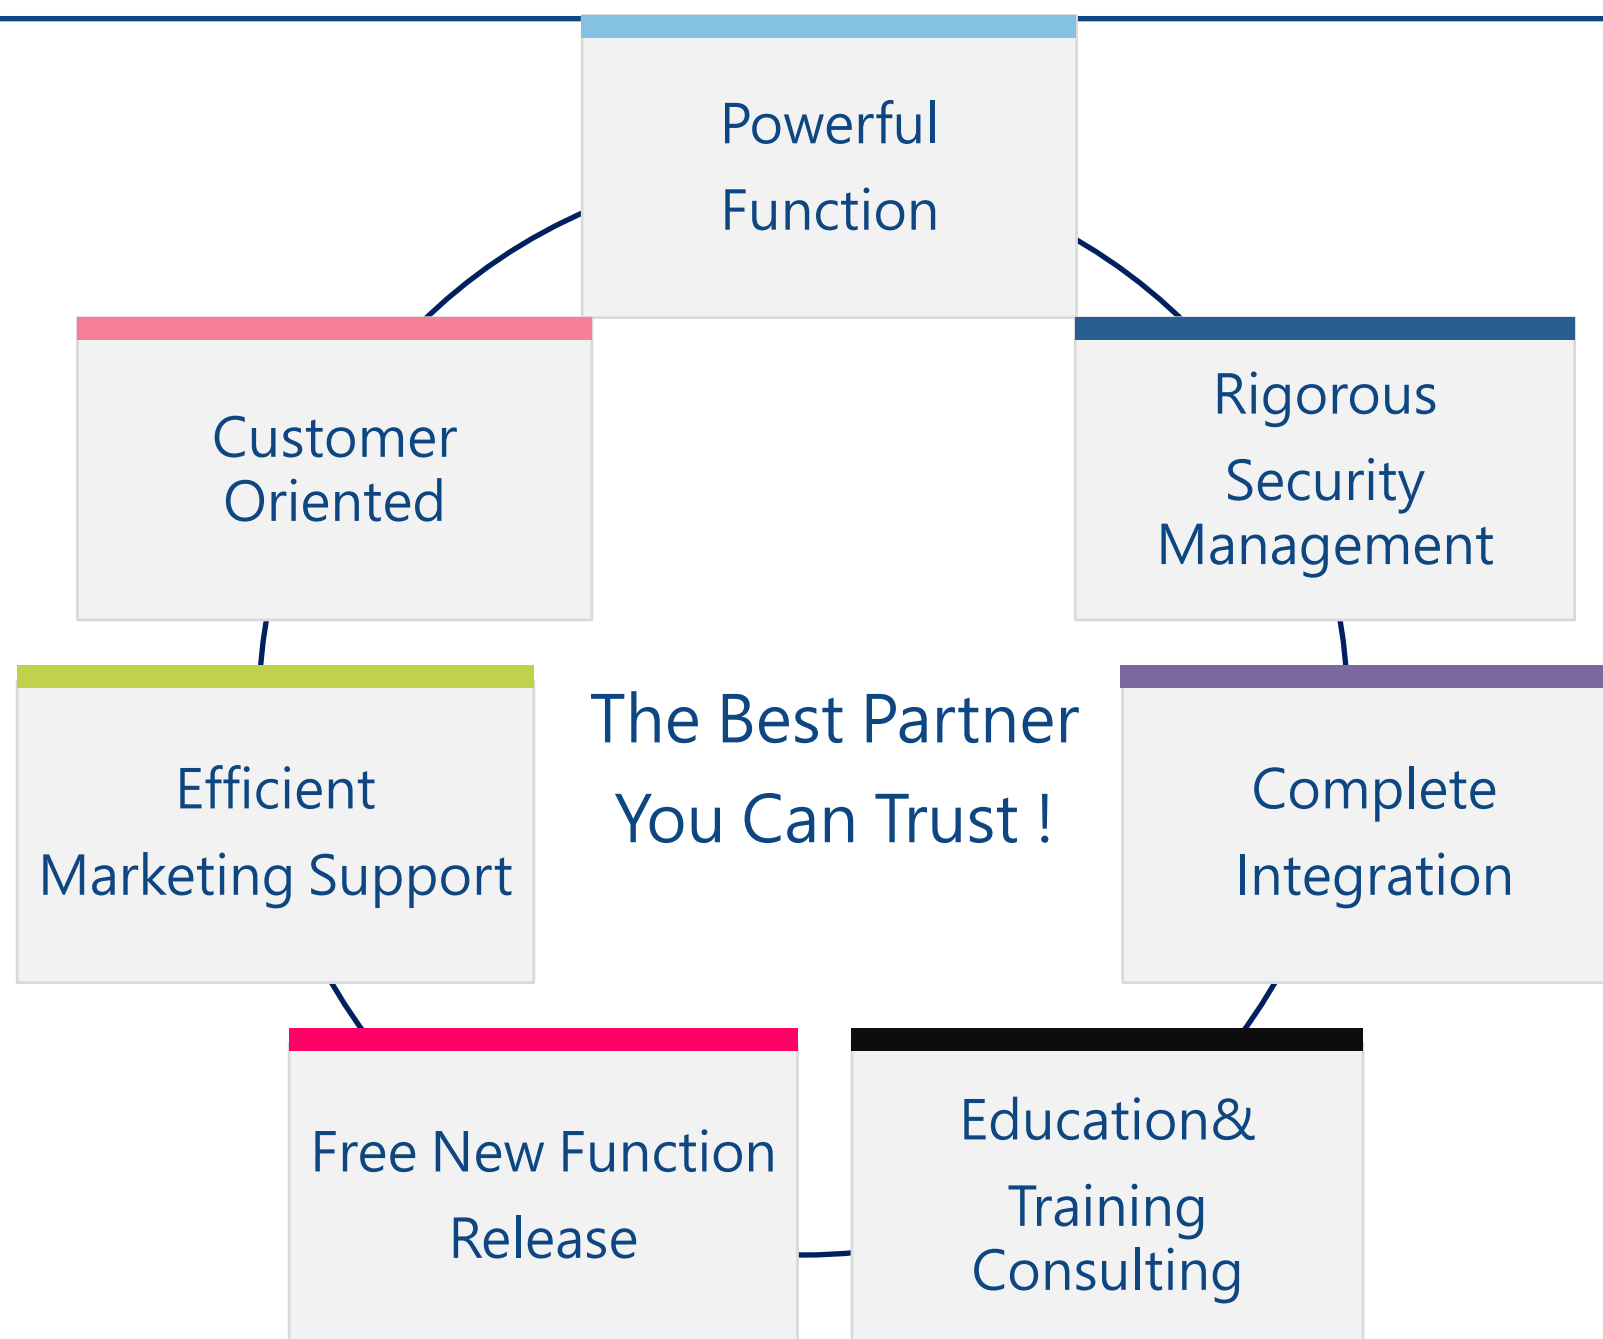 Powerful
Function
Customer
Oriented
Rigorous
Security
Management
The Best Partner
You Can Trust !
Efficient
Marketing Support
Complete
Integration
Free New Function
Release
Education&
Training
Consulting